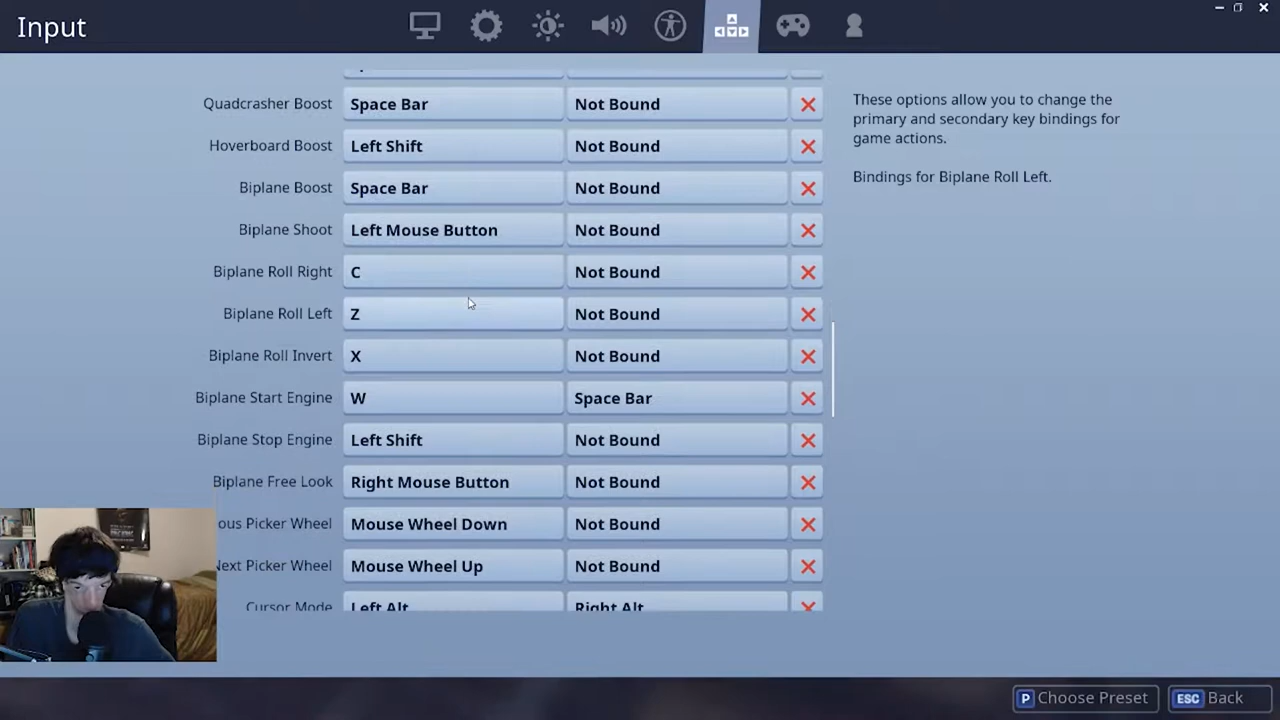 Input
Quadcrasher Boost Space Bar Not Bound
Hoverboard Boost Left Shift Not Bound
Biplane Boost Space Bar Not Bound
Biplane Shoot Left Mouse Button Not Bound
Biplane Roll Right C Not Bound
Biplane Roll Left Z Not Bound
Biplane Roll Invert X Not Bound
Biplane Start Engine W Space Bar
Biplane Stop Engine Left Shift Not Bound
Biplane Free Look Right Mouse Button Not Bound
ous Picker Wheel Mouse Wheel Down Not Bound
Next Picker Wheel Mouse Wheel Up Not Bound
Cursor Mode Left Alt Right Alt
These options allow you to change the
primary and secondary key bindings for
game actions.
Bindings for Biplane Roll Left.
P Choose Preset ESC Back